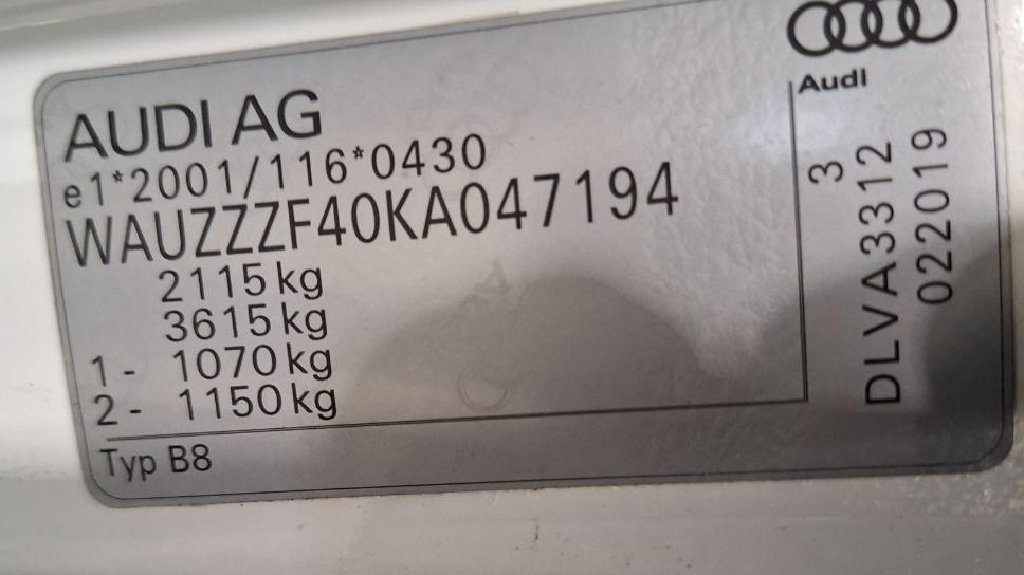 AUDI AG
e1*2001/116*0430
WAUZZZF40KA047194
2115 kg
3615 kg
1 - 1070 kg
2 - 1150 kg
Typ B8
Audi
3
DLVA3312
022019